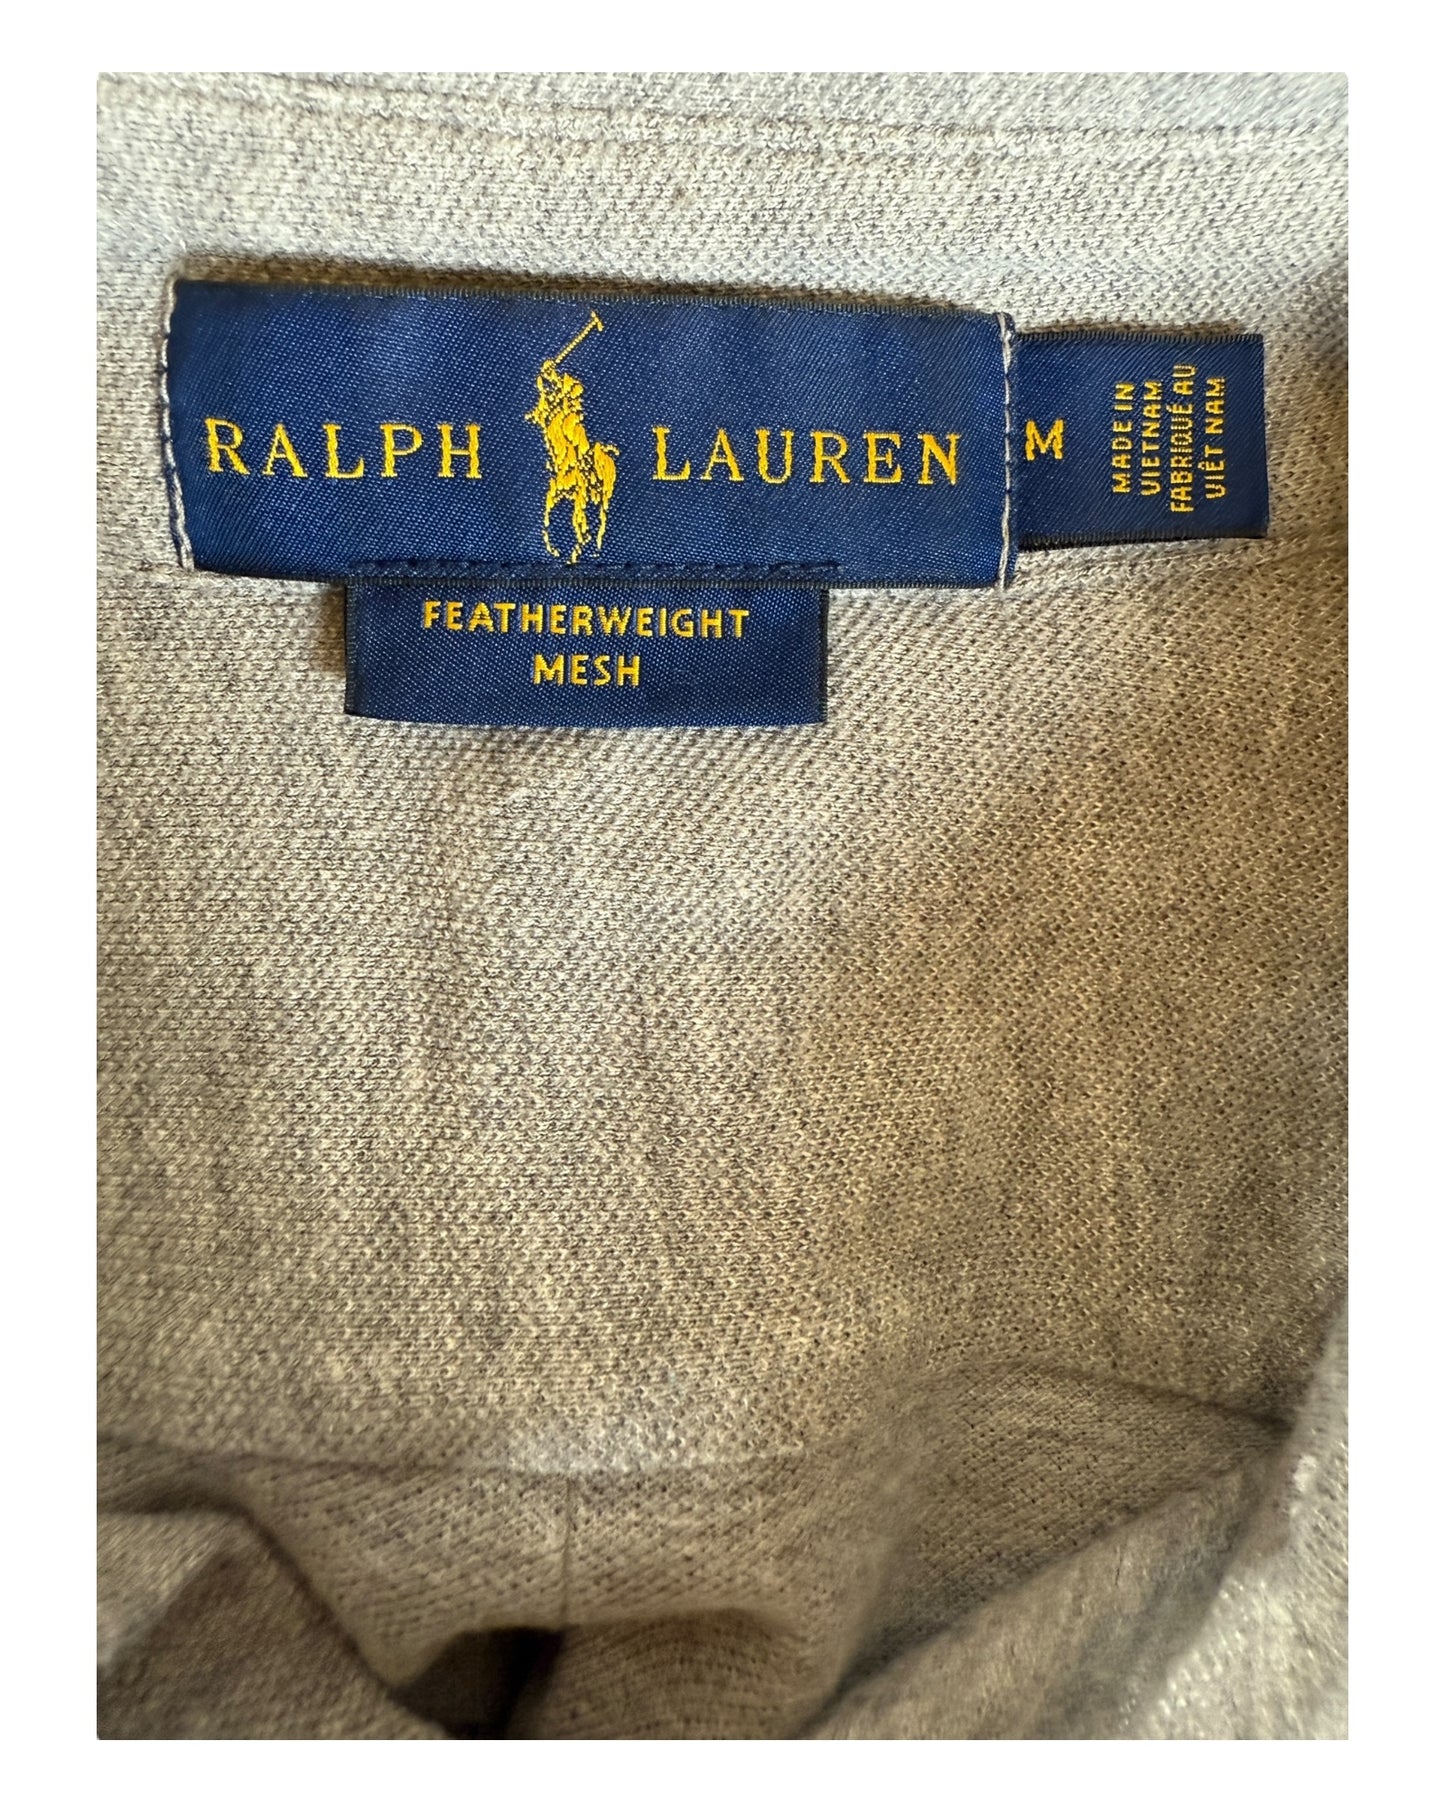 RALPH LAUREN
M
MADE IN
VIETNAM
FABRIQUÉ AU
VIÊT NAM
FEATHERWEIGHT
MESH